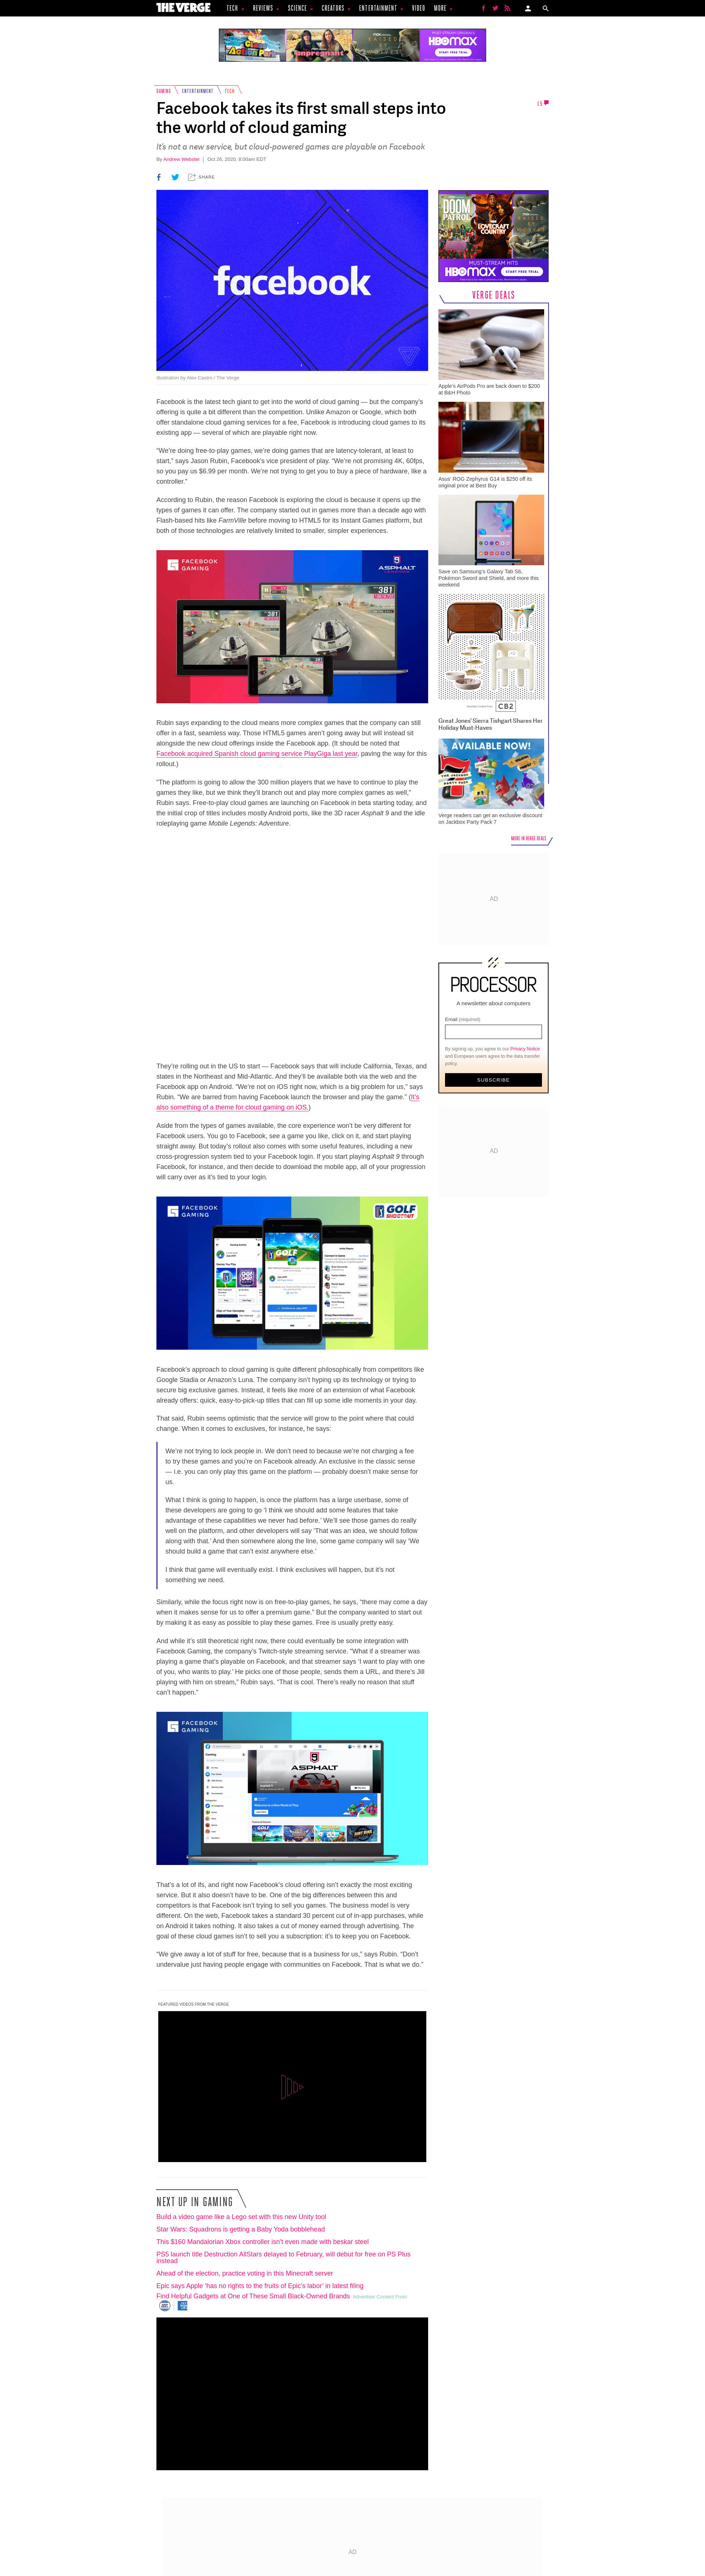 THE VERGE
TECH
REVIEWS
SCIENCE
CREATORS
ENTERTAINMENT
VIDEO
MORE
HBOmax
START FREE TRIAL
GAMING
ENTERTAINMENT
TECH
Facebook takes its first small steps into
the world of cloud gaming
It's not a new service, but cloud-powered games are playable on Facebook
By Andrew Webster | Oct 26, 2020, 8:00am EDT
SHARE
facebook
Illustration by Alex Castro / The Verge
Facebook is the latest tech giant to get into the world of cloud gaming — but the company's
offering is quite a bit different than the competition. Unlike Amazon or Google, which both
offer standalone cloud gaming services for a fee, Facebook is introducing cloud games to its
existing app — several of which are playable right now.
“We're doing free-to-play games, we're doing games that are latency-tolerant, at least to
start,” says Jason Rubin, Facebook's vice president of play. “We're not promising 4K, 60fps,
so you pay us $6.99 per month. We're not trying to get you to buy a piece of hardware, like a
controller.”
According to Rubin, the reason Facebook is exploring the cloud is because it opens up the
types of games it can offer. The company started out in games more than a decade ago with
Flash-based hits like FarmVille before moving to HTML5 for its Instant Games platform, but
both of those technologies are relatively limited to smaller, simpler experiences.
FACEBOOK
GAMING
ASPHALT
381
Rubin says expanding to the cloud means more complex games that the company can still
offer in a fast, seamless way. Those HTML5 games aren't going away but will instead sit
alongside the new cloud offerings inside the Facebook app. (It should be noted that
Facebook acquired Spanish cloud gaming service PlayGiga last year, paving the way for this
rollout.)
“The platform is going to allow the 300 million players that we have to continue to play the
games they like, but we think they'll branch out and play more complex games as well,”
Rubin says. Free-to-play cloud games are launching on Facebook in beta starting today, and
the initial crop of titles includes mostly Android ports, like the 3D racer Asphalt 9 and the idle
roleplaying game Mobile Legends: Adventure.
They're rolling out in the US to start — Facebook says that will include California, Texas, and
states in the Northeast and Mid-Atlantic. And they'll be available both via the web and the
Facebook app on Android. “We're not on iOS right now, which is a big problem for us,” says
Rubin. “We are barred from having Facebook launch the browser and play the game.” (It's
also something of a theme for cloud gaming on iOS.)
Aside from the types of games available, the core experience won't be very different for
Facebook users. You go to Facebook, see a game you like, click on it, and start playing
straight away. But today's rollout also comes with some useful features, including a new
cross-progression system tied to your Facebook login. If you start playing Asphalt 9 through
Facebook, for instance, and then decide to download the mobile app, all of your progression
will carry over as it's tied to your login.
FACEBOOK
GAMING
GOLF
SHOOTOUT
Facebook's approach to cloud gaming is quite different philosophically from competitors like
Google Stadia or Amazon's Luna. The company isn't hyping up its technology or trying to
secure big exclusive games. Instead, it feels like more of an extension of what Facebook
already offers: quick, easy-to-pick-up titles that can fill up some idle moments in your day.
That said, Rubin seems optimistic that the service will grow to the point where that could
change. When it comes to exclusives, for instance, he says:
We're not trying to lock people in. We don't need to because we're not charging a fee
to try these games and you're on Facebook already. An exclusive in the classic sense
— i.e. you can only play this game on the platform — probably doesn't make sense for
us.
What I think is going to happen, is once the platform has a large userbase, some of
these developers are going to go 'I think we should add some features that take
advantage of these capabilities we never had before.' We'll see those games do really
well on the platform, and other developers will say 'That was an idea, we should follow
along with that.' And then somewhere along the line, some game company will say 'We
should build a game that can't exist anywhere else.'
I think that game will eventually exist. I think exclusives will happen, but it's not
something we need.
Similarly, while the focus right now is on free-to-play games, he says, “there may come a day
when it makes sense for us to offer a premium game.” But the company wanted to start out
by making it as easy as possible to play these games. Free is usually pretty easy.
And while it's still theoretical right now, there could eventually be some integration with
Facebook Gaming, the company's Twitch-style streaming service. “What if a streamer was
playing a game that's playable on Facebook, and that streamer says 'I want to play with one
of you, who wants to play.' He picks one of those people, sends them a URL, and there's Jill
playing with him on stream,” Rubin says. “That is cool. There's really no reason that stuff
can't happen.”
FACEBOOK
GAMING
ASPHALT
That's a lot of ifs, and right now Facebook's cloud offering isn't exactly the most exciting
service. But it also doesn't have to be. One of the big differences between this and
competitors is that Facebook isn't trying to sell you games. The business model is very
different. On the web, Facebook takes a standard 30 percent cut of in-app purchases, while
on Android it takes nothing. It also takes a cut of money earned through advertising. The
goal of these cloud games isn't to sell you a subscription: it's to keep you on Facebook.
“We give away a lot of stuff for free, because that is a business for us,” says Rubin. “Don't
undervalue just having people engage with communities on Facebook. That is what we do.”
FEATURED VIDEOS FROM THE VERGE
NEXT UP IN GAMING
Build a video game like a Lego set with this new Unity tool
Star Wars: Squadrons is getting a Baby Yoda bobblehead
This $160 Mandalorian Xbox controller isn't even made with beskar steel
PS5 launch title Destruction AllStars delayed to February, will debut for free on PS Plus
instead
Ahead of the election, practice voting in this Minecraft server
Epic says Apple 'has no rights to the fruits of Epic's labor' in latest filing
Find Helpful Gadgets at One of These Small Black-Owned Brands Advertiser Content From
AD
DOOM
PATROL
LOVECRAFT
COUNTRY
MUST-STREAM HITS
HBOmax
START FREE TRIAL
VERGE DEALS
Apple's AirPods Pro are back down to $200
at B&H Photo
Asus' ROG Zephyrus G14 is $250 off its
original price at Best Buy
Save on Samsung's Galaxy Tab S6,
Pokémon Sword and Shield, and more this
weekend
CB2
Great Jones' Sierra Tishgart Shares Her
Holiday Must-Haves
AVAILABLE NOW!
Verge readers can get an exclusive discount
on Jackbox Party Pack 7
MORE IN VERGE DEALS
AD
PROCESSOR
A newsletter about computers
Email (required)
By signing up, you agree to our Privacy Notice
and European users agree to the data transfer
policy.
SUBSCRIBE
AD